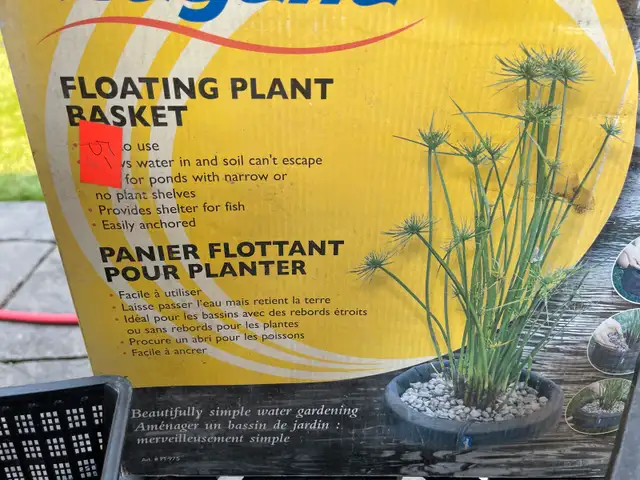 FLOATING PLANT
BASKET
to use
water in and soil can't escape
for ponds with narrow or
no plant shelves
• Provides shelter for fish
• Easily anchored
PANIER FLOTTANT
POUR PLANTER
• Facile à utiliser
• Laisse passer l'eau mais retient la terre
• Idéal pour les bassins avec des rebords étroits
ou sans rebords pour les plantes
• Procure un abri pour les poissons
• Facile à ancrer
Beautifully simple water gardening
Aménager un bassin de jardin :
merveilleusement simple